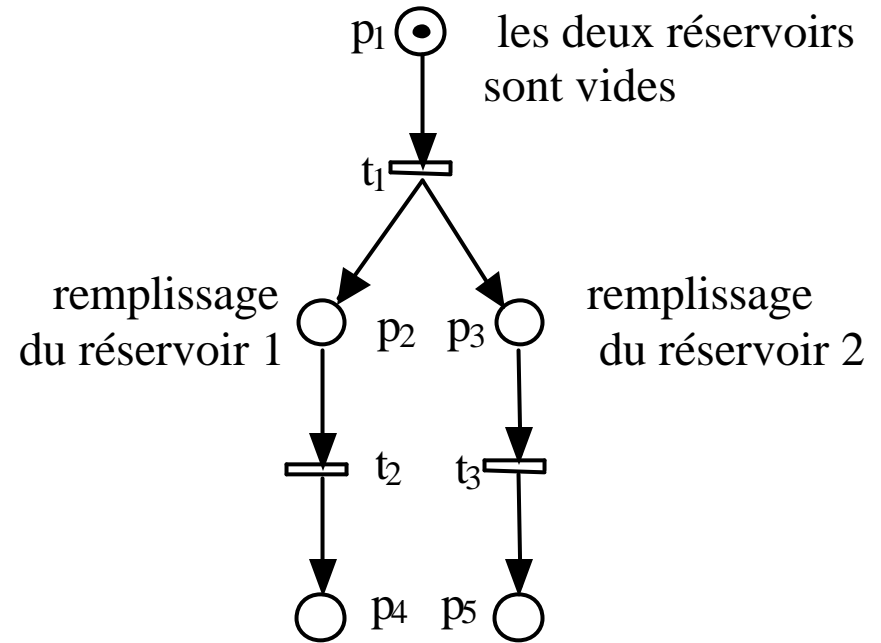 p1 les deux réservoirs
sont vides
t1
remplissage
du réservoir 1
p2
p3
remplissage
du réservoir 2
t2
t3
p4
p5